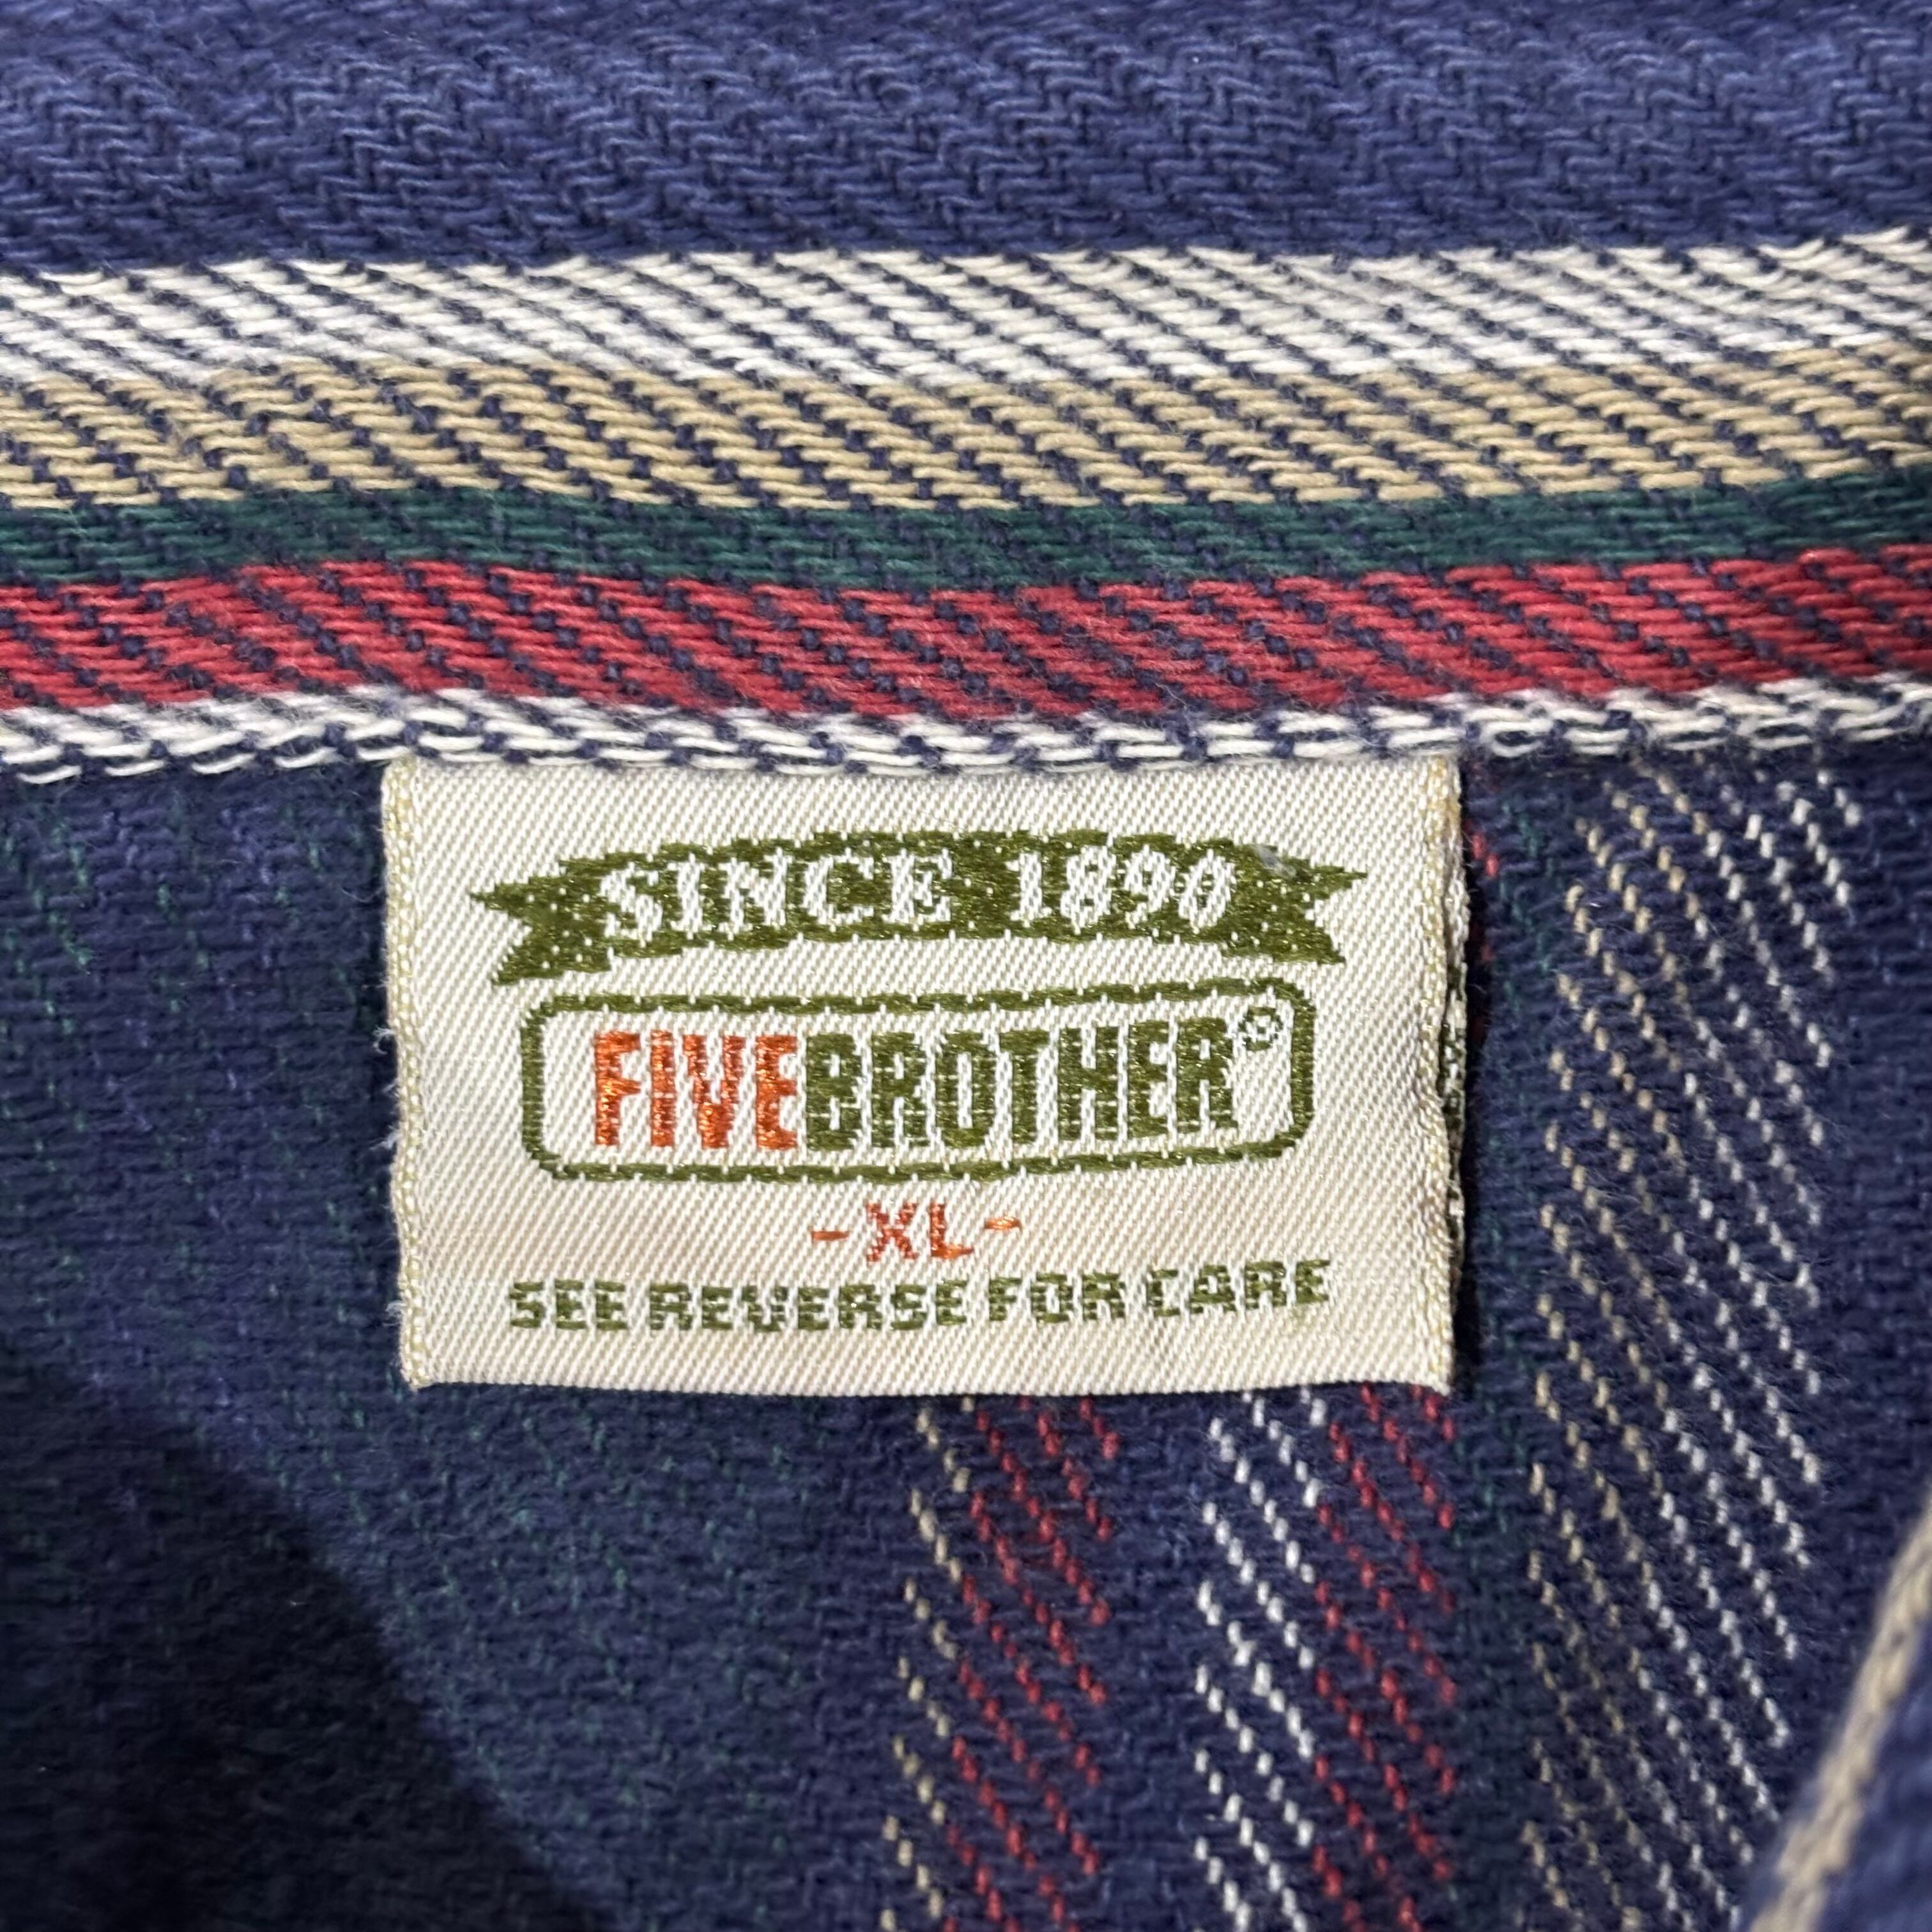 SINCE 1890
FIVEBROTHER®
-XL-
SEE REVERSE FOR CARE